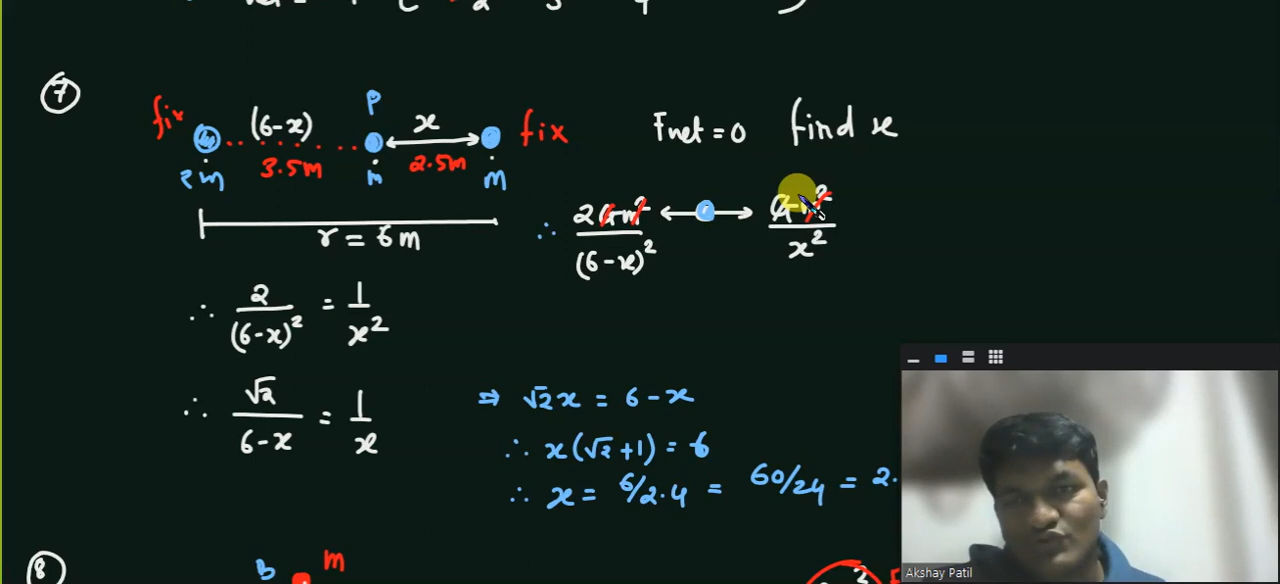 ⑦
fix (6-x) P x fix Fnet = 0 find x
3.5m 2.5m
2m m m
r = 6m
∴ 2Gm²/(6-x)² ←→ Gm²/x²
∴ 2/(6-x)² = 1/x²
∴ √2/(6-x) = 1/x
⇒ √2x = 6-x
∴ x(√2+1) = 6
∴ x = 6/2.4 = 60/24 = 2.
⑧ B m
2
Akshay Patil